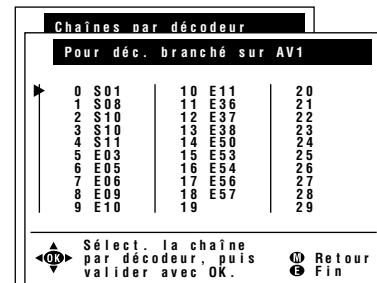 Chaînes par décodeur
Pour déc. branché sur AV1
0 S01 10 E11 20
1 S08 11 E36 21
2 S10 12 E37 22
3 S10 13 E38 23
4 S11 14 E50 24
5 E03 15 E53 25
6 E05 16 E54 26
7 E06 17 E56 27
8 E09 18 E57 28
9 E10 19 29
OK Sélect. la chaîne
par décodeur, puis M Retour
valider avec OK. E Fin